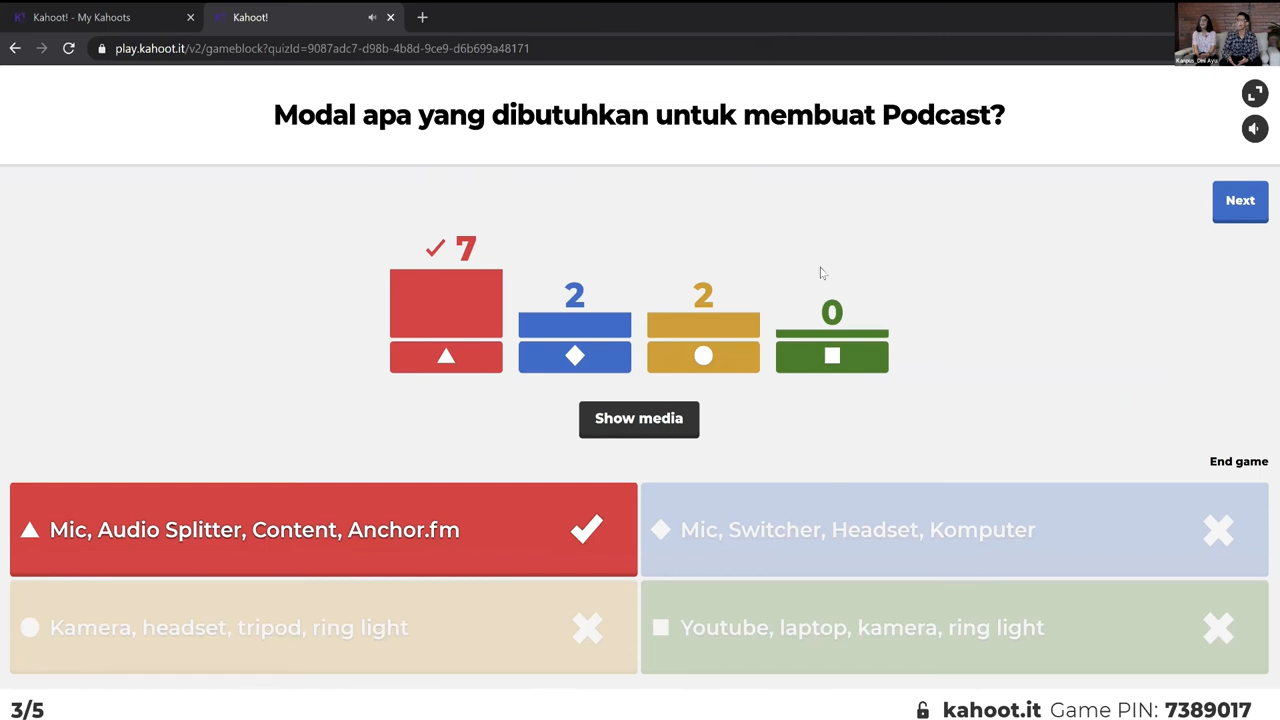 Kahoot! - My Kahoots
Kahoot!
play.kahoot.it/v2/gameblock?quizId=9087adc7-d98b-4b8d-9ce9-d6b699a48171
Kanpus_Dini Ayu
Modal apa yang dibutuhkan untuk membuat Podcast?
Next
7
2
2
0
Show media
End game
Mic, Audio Splitter, Content, Anchor.fm
Mic, Switcher, Headset, Komputer
Kamera, headset, tripod, ring light
Youtube, laptop, kamera, ring light
3/5
kahoot.it Game PIN: 7389017